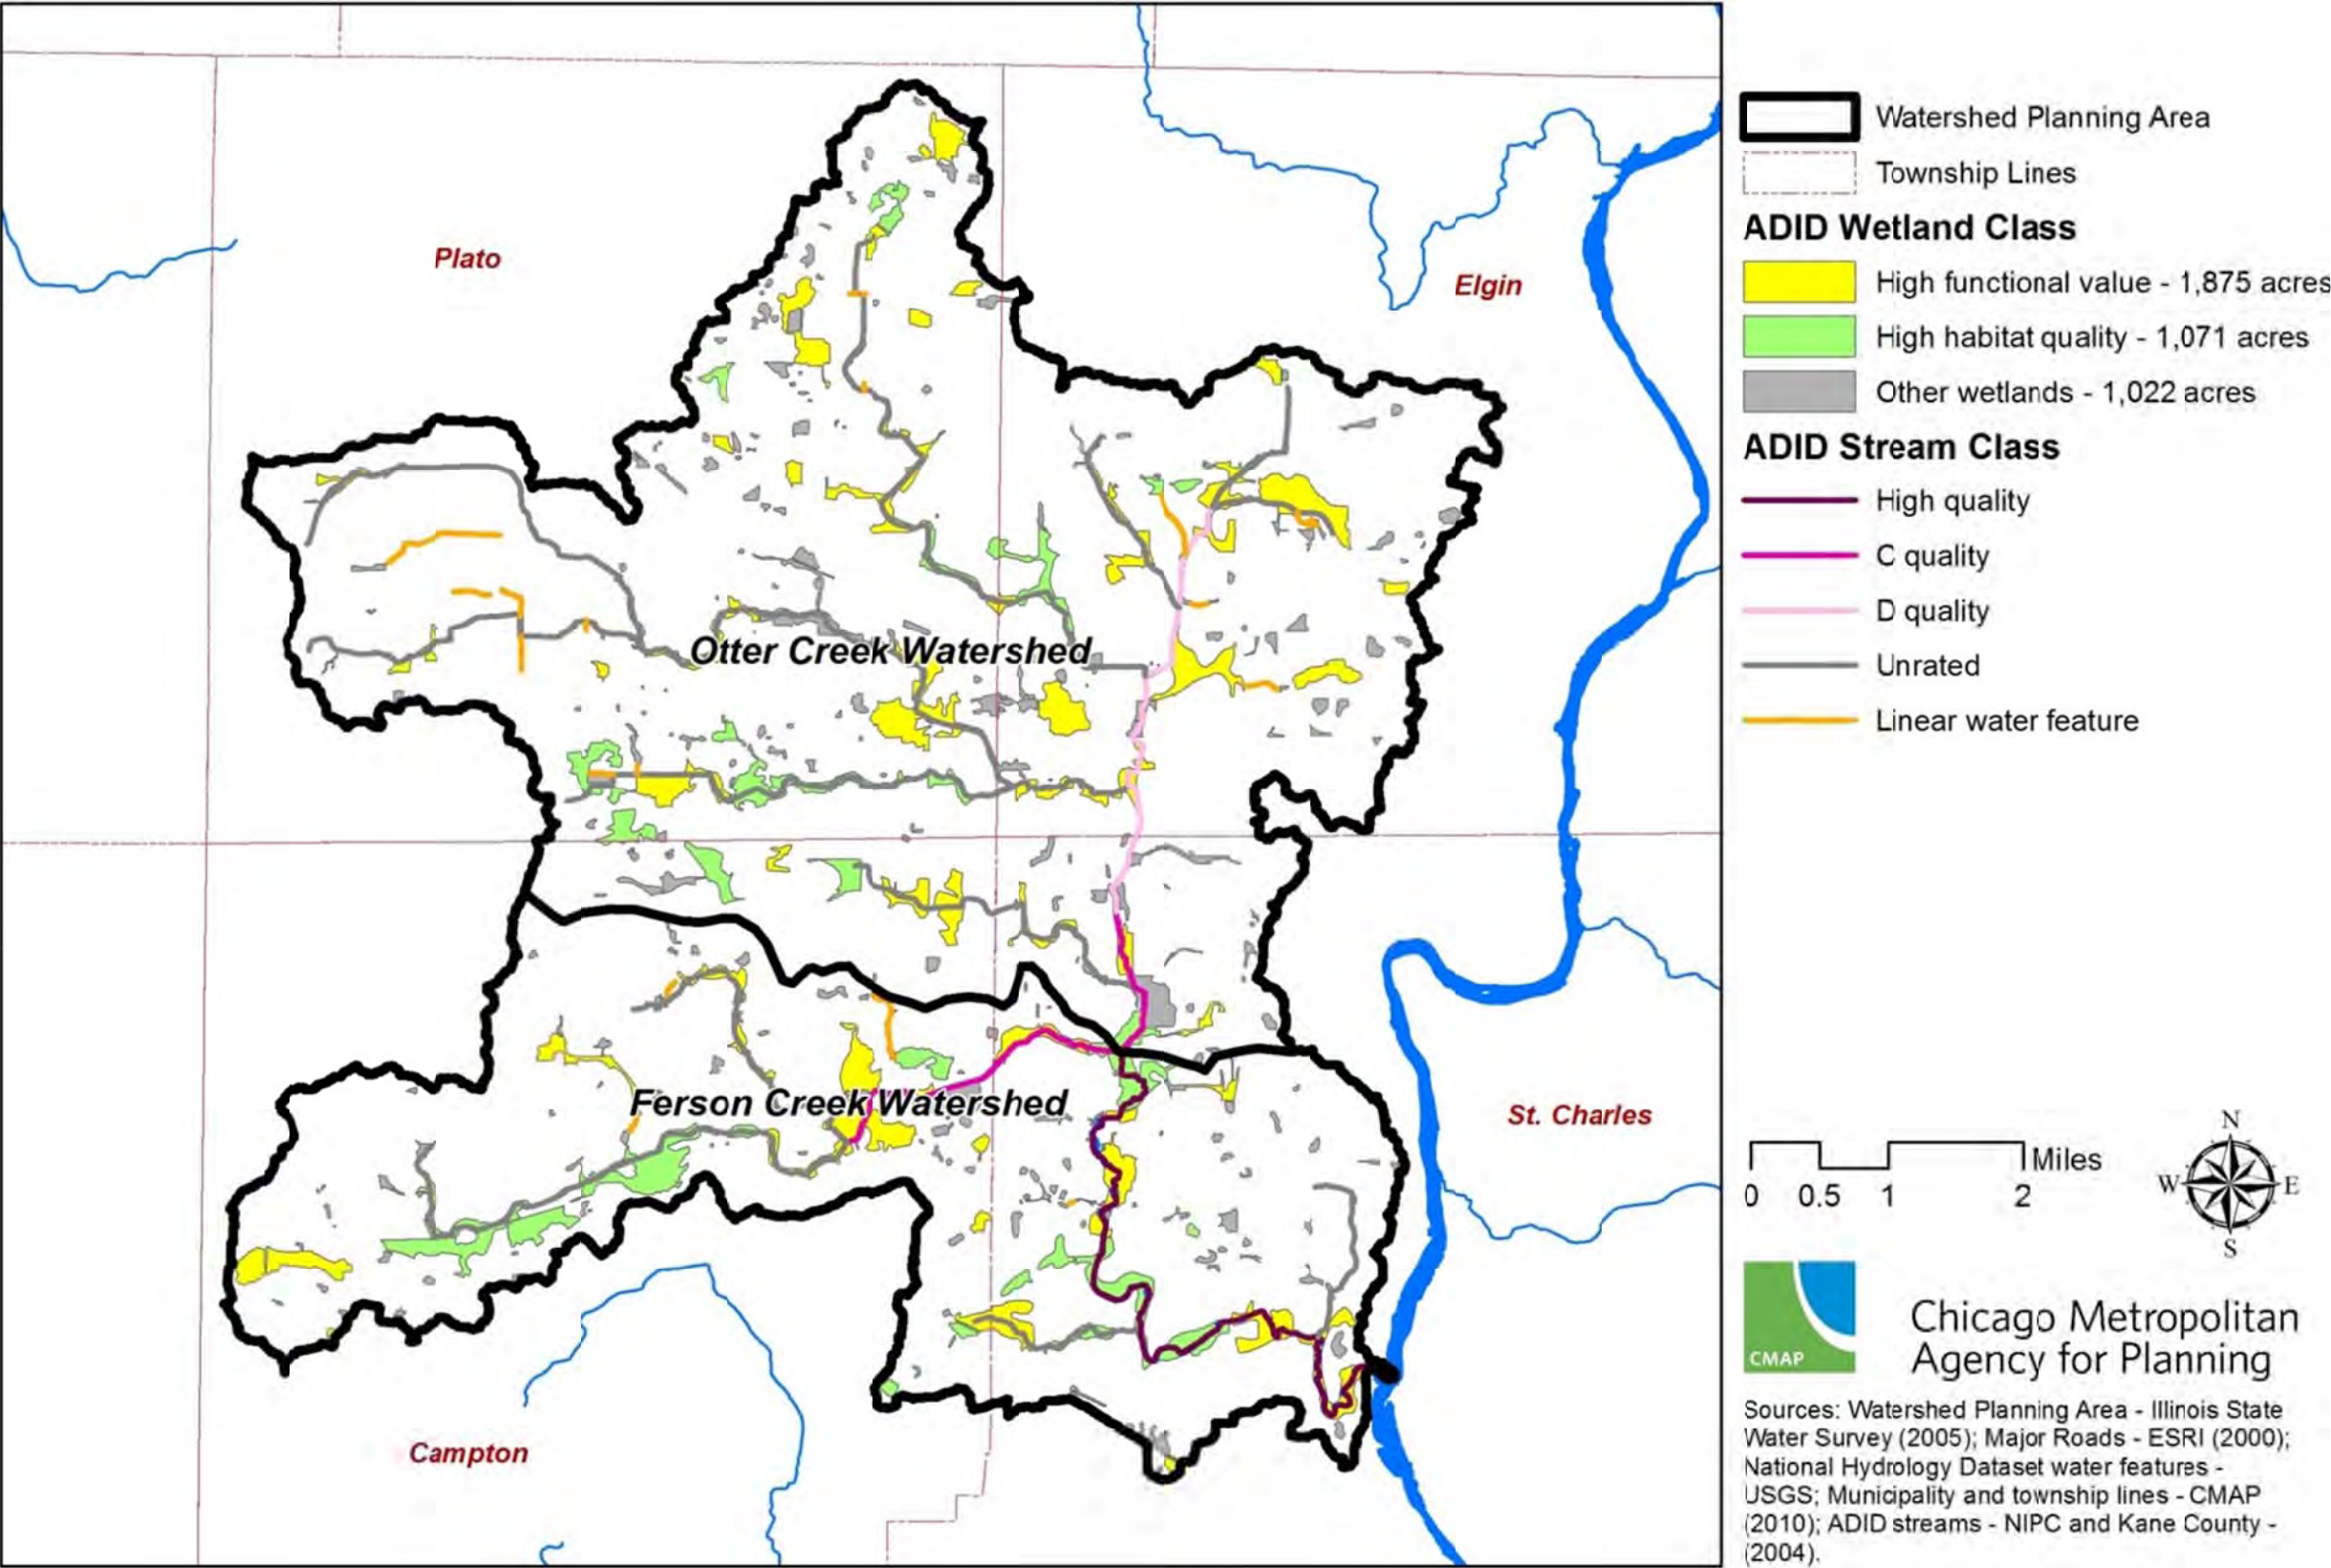 Plato
Elgin
Otter Creek Watershed
Ferson Creek Watershed
St. Charles
Campton
Watershed Planning Area
Township Lines
ADID Wetland Class
High functional value - 1,875 acres
High habitat quality - 1,071 acres
Other wetlands - 1,022 acres
ADID Stream Class
High quality
C quality
D quality
Unrated
Linear water feature
Miles
0 0.5 1 2
N
W E
S
CMAP
Chicago Metropolitan
Agency for Planning
Sources: Watershed Planning Area - Illinois State
Water Survey (2005); Major Roads - ESRI (2000);
National Hydrology Dataset water features -
USGS; Municipality and township lines - CMAP
(2010); ADID streams - NIPC and Kane County -
(2004).